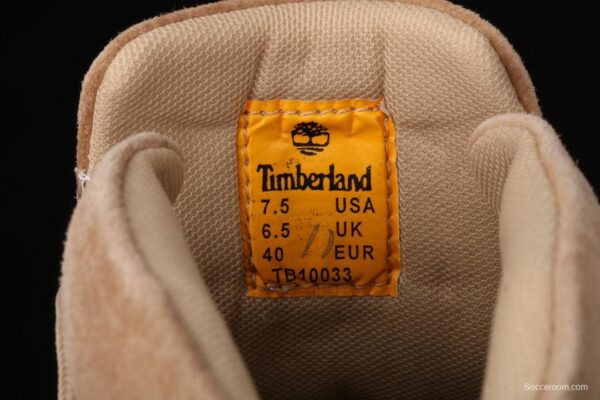 Timberland
7.5 USA
6.5 UK
40 EUR
TB10033
Socceroom.com